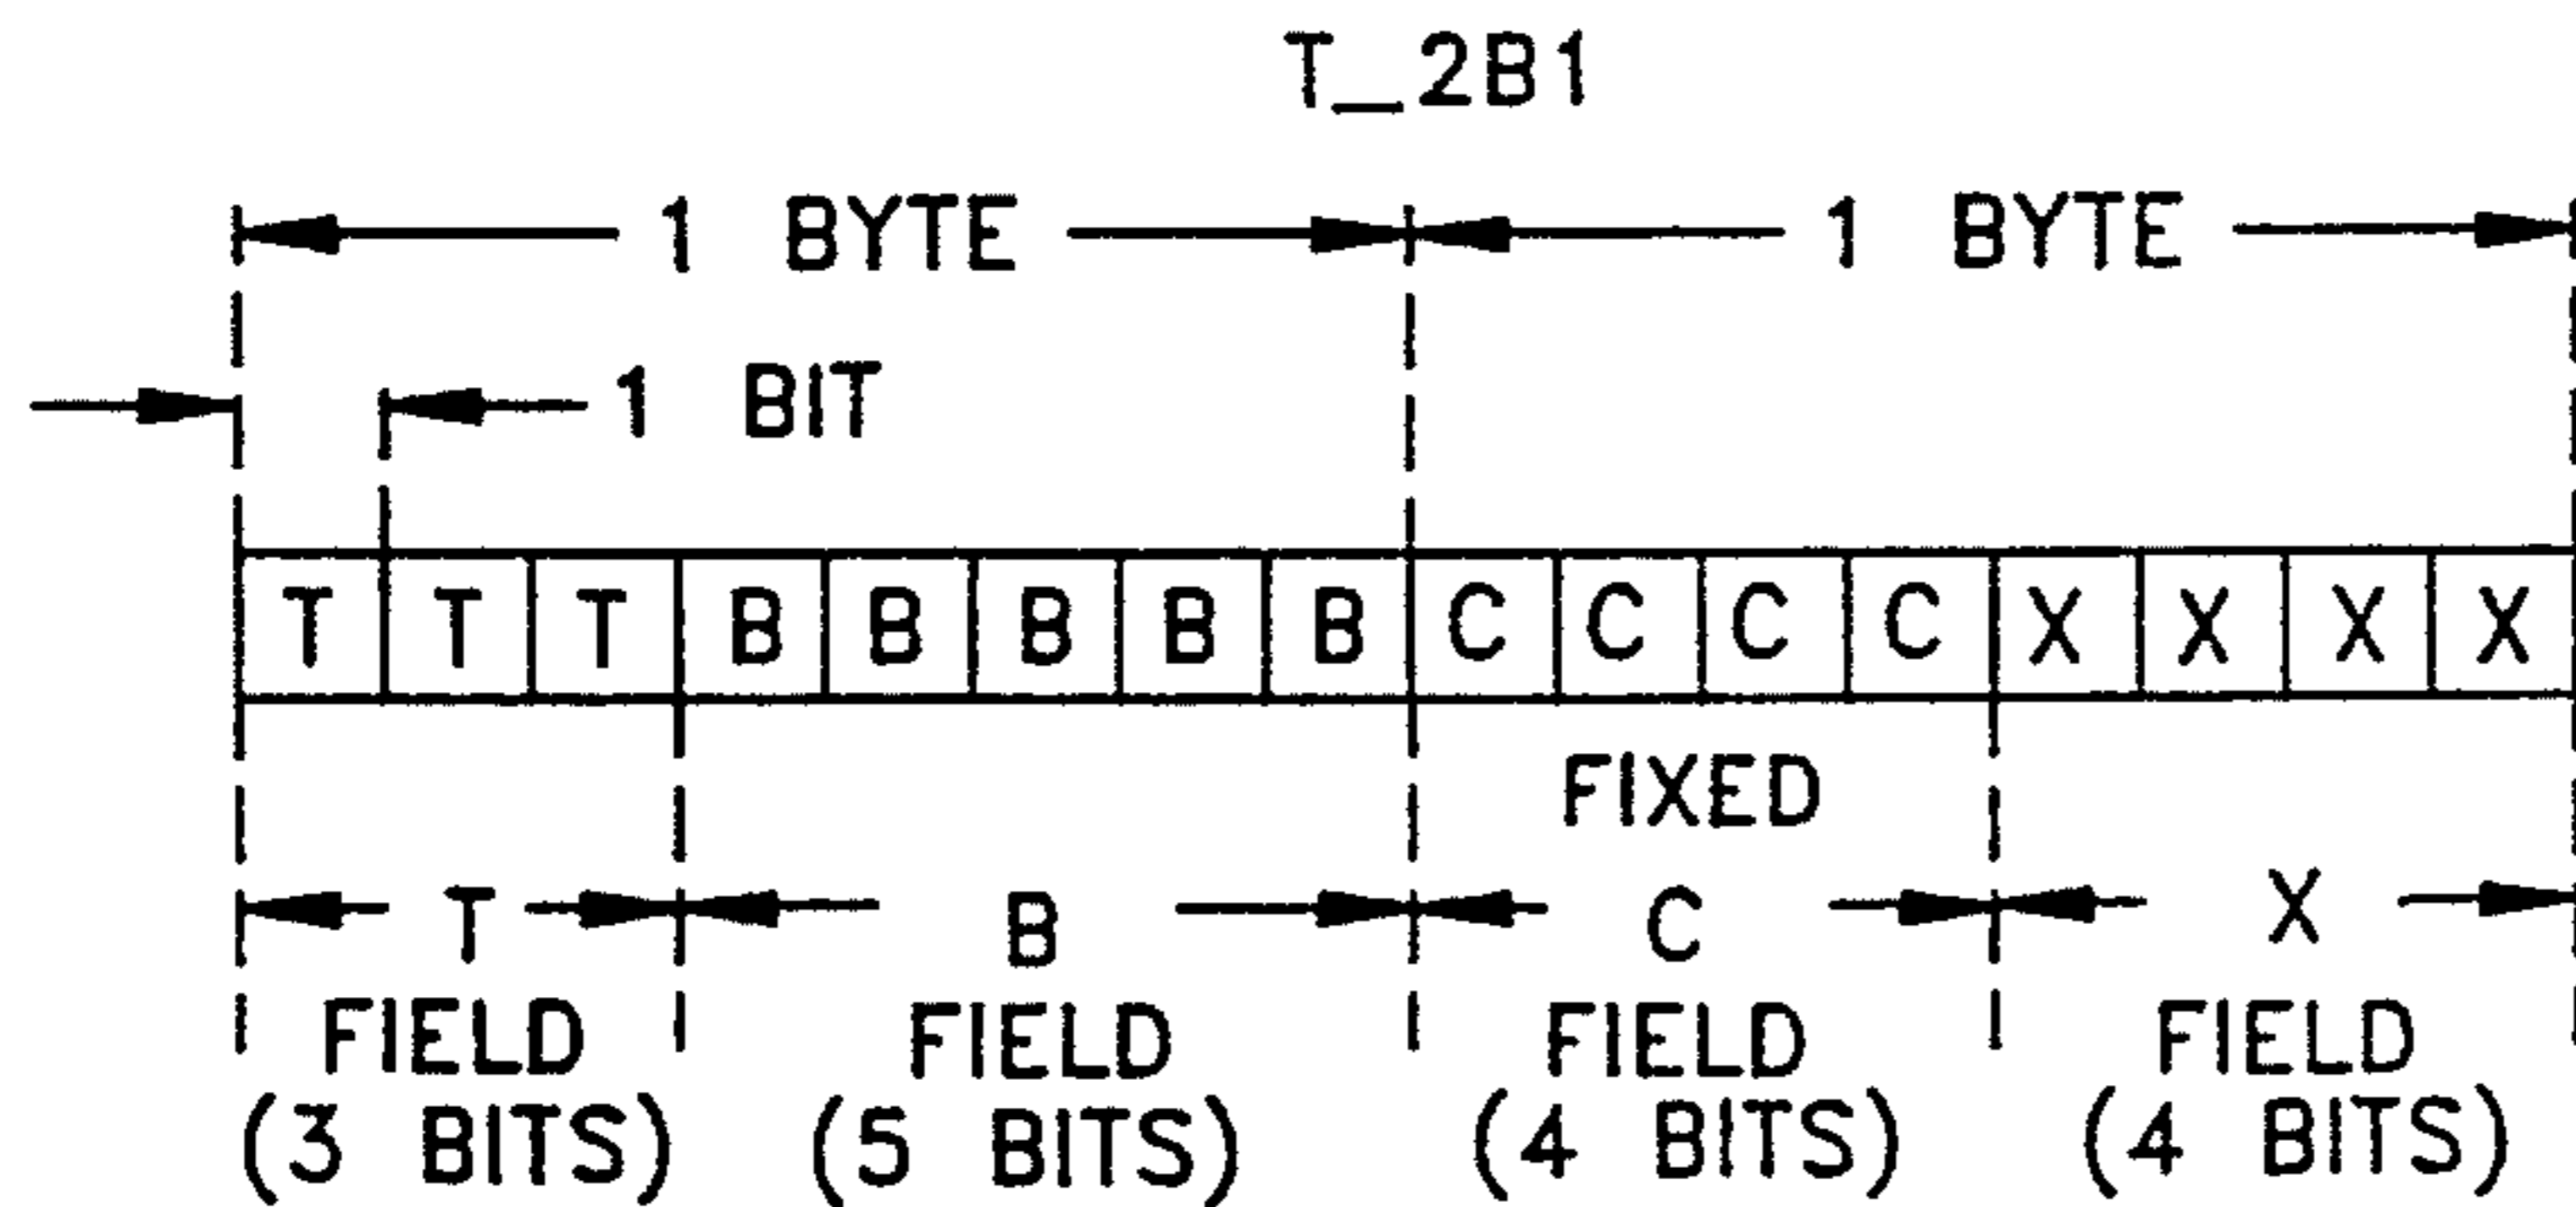 T_2B1
1 BYTE 1 BYTE
1 BIT
T T T B B B B B C C C C X X X X
FIXED
T B C X
FIELD FIELD FIELD FIELD
(3 BITS) (5 BITS) (4 BITS) (4 BITS)